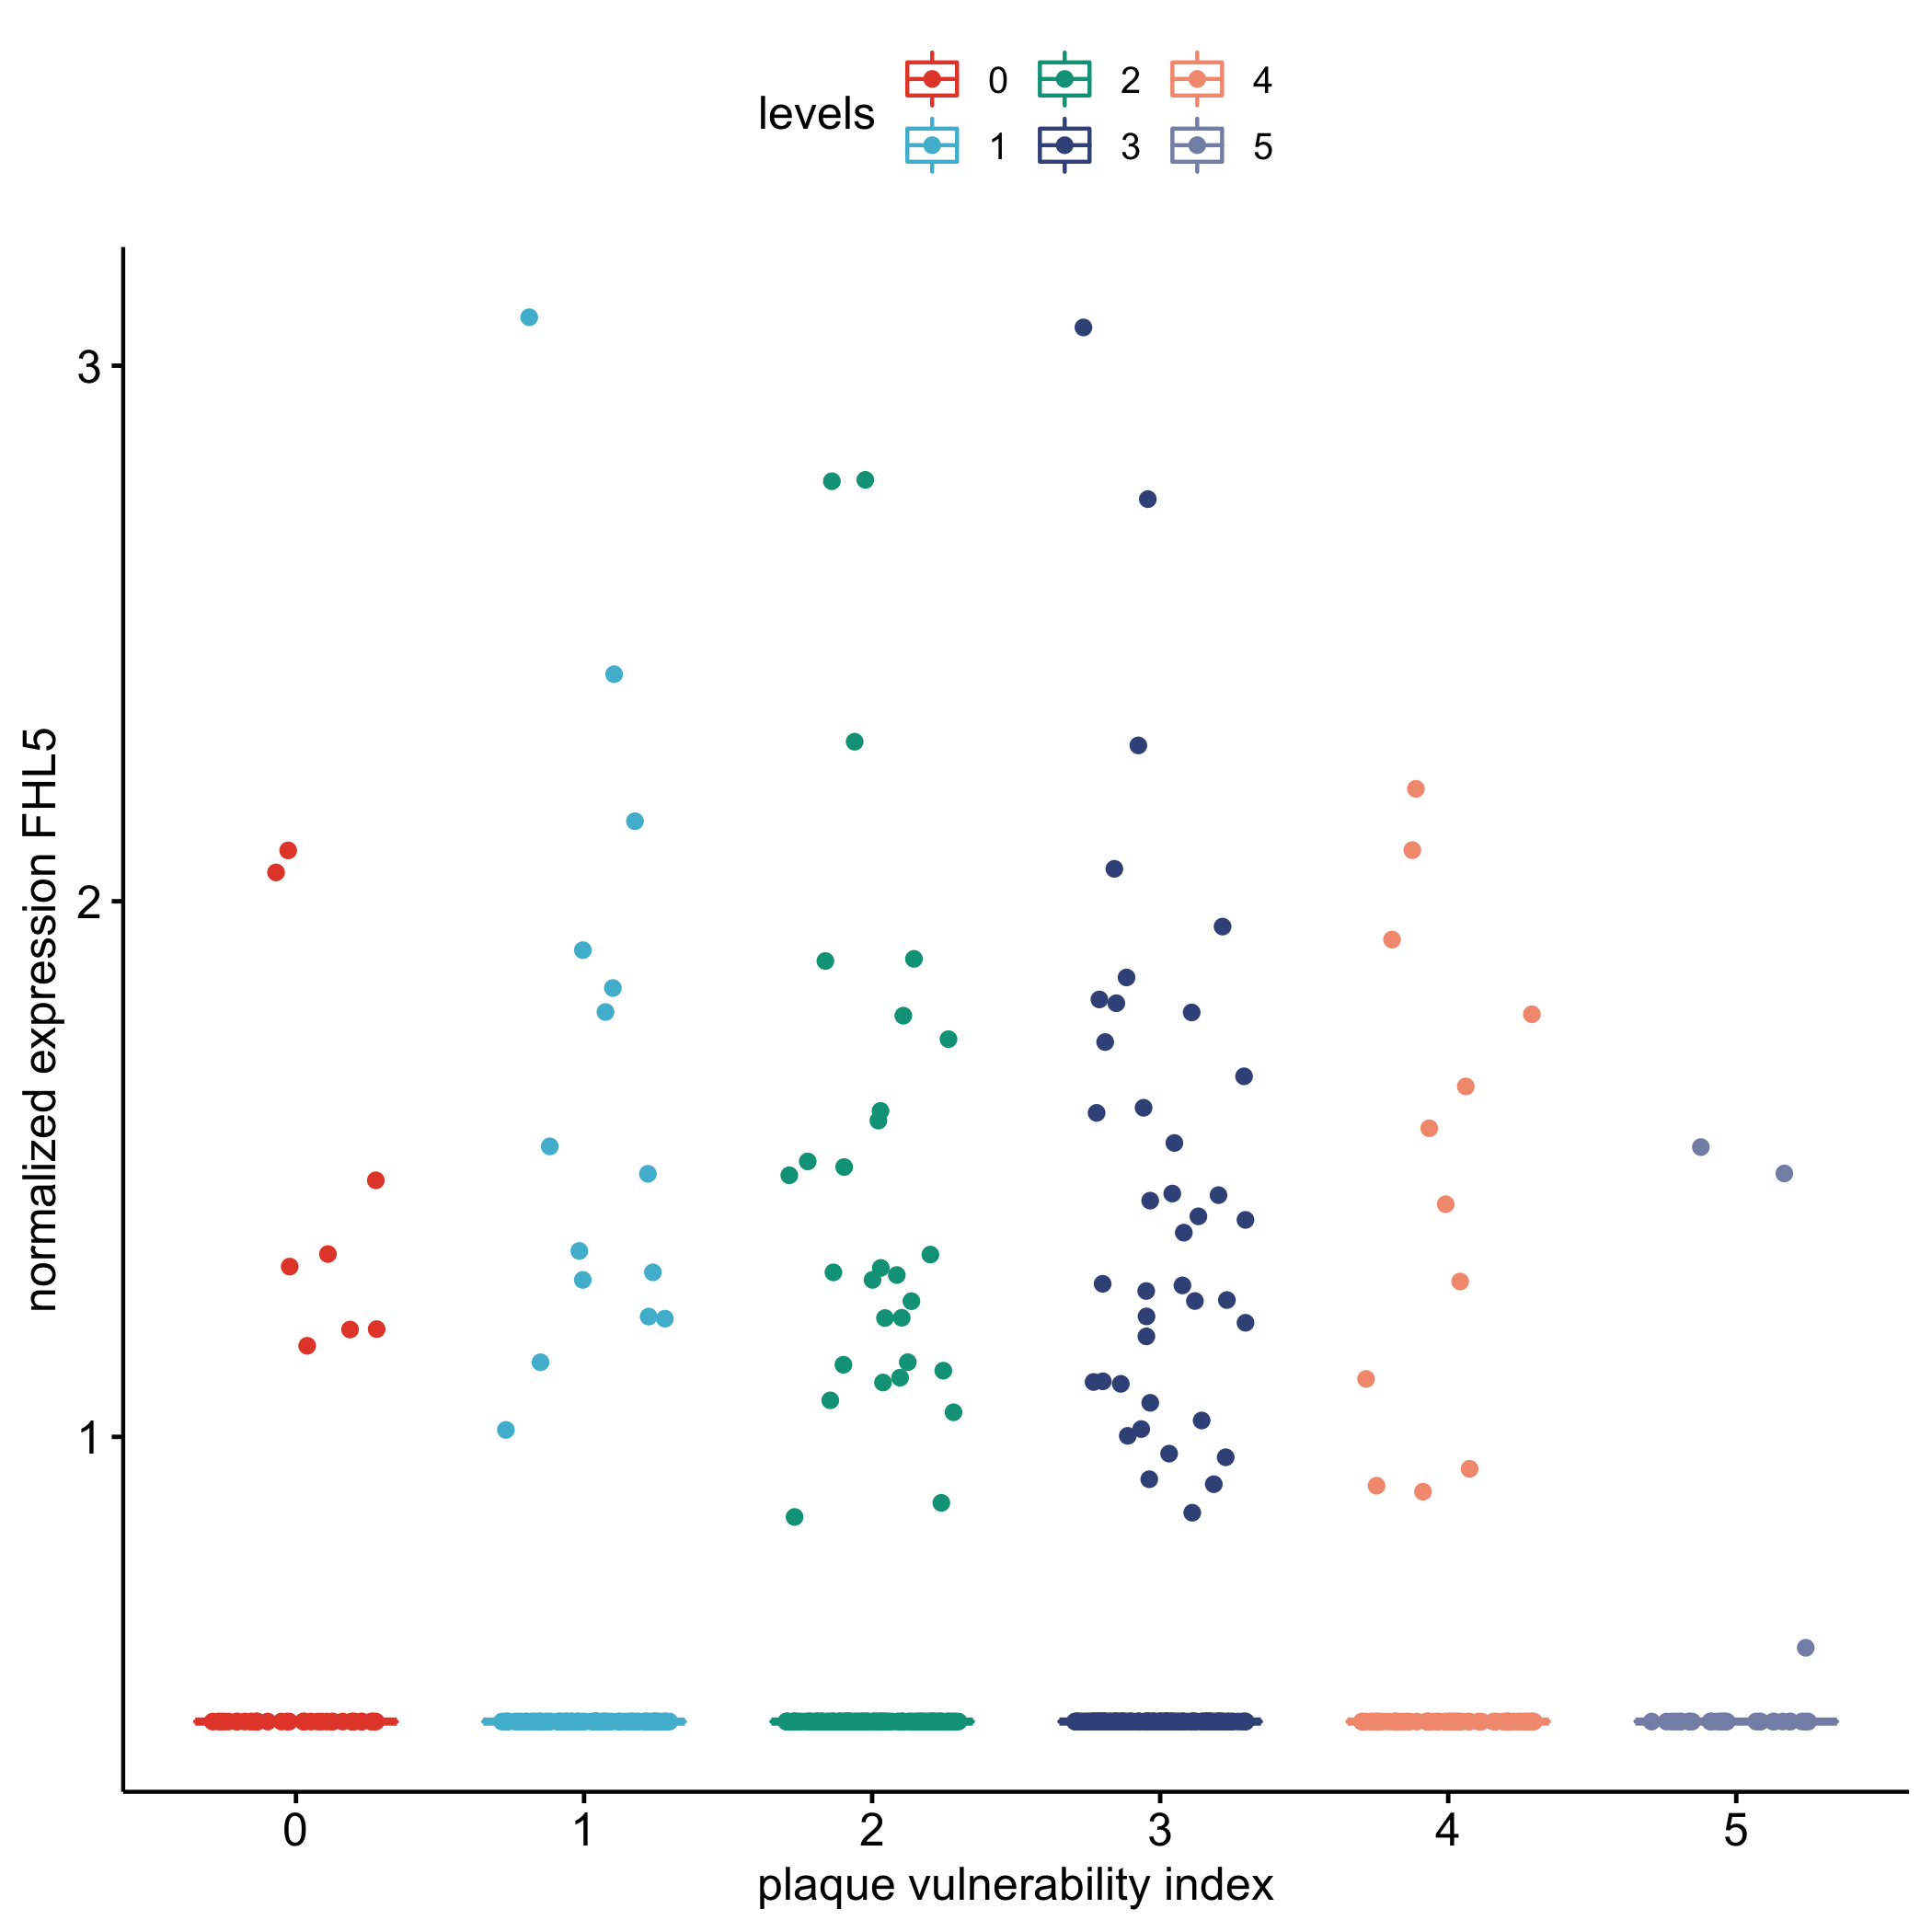 levels
0 2 4
1 3 5
normalized expression FHL5
3
2
1
0 1 2 3 4 5
plaque vulnerability index